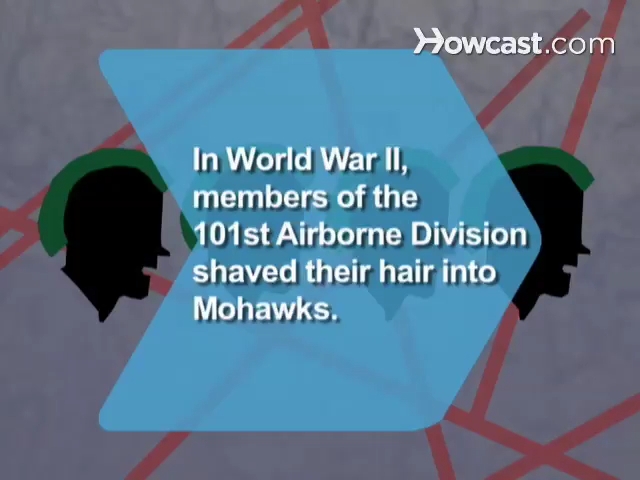 Howcast.com
In World War II,
members of the
101st Airborne Division
shaved their hair into
Mohawks.